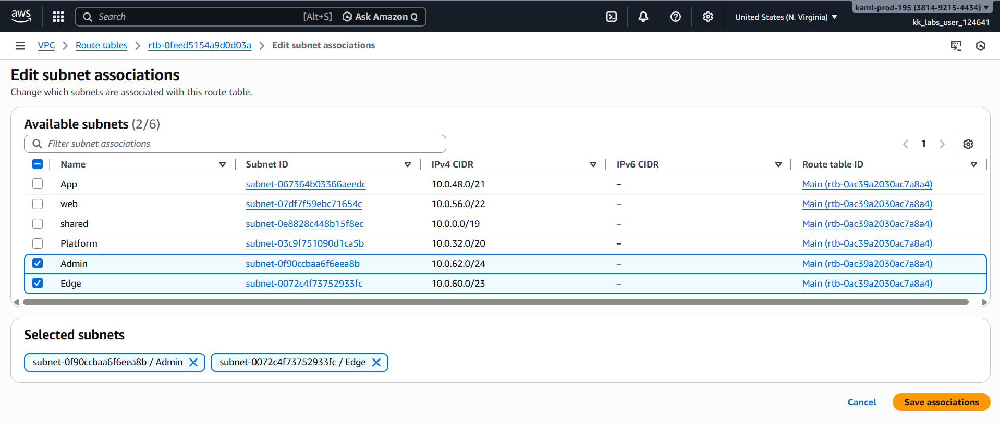 aws
Search [Alt+S] Ask Amazon Q
United States (N. Virginia)
kaml-prod-195 (3814-9215-4434)
kk_labs_user_124641
VPC > Route tables > rtb-0feed5154a9d0d03a > Edit subnet associations
Edit subnet associations
Change which subnets are associated with this route table.
Available subnets (2/6)
Filter subnet associations
1
Name Subnet ID IPv4 CIDR IPv6 CIDR Route table ID
App subnet-067364b03366aeedc 10.0.48.0/21 – Main (rtb-0ac39a2030ac7a8a4)
web subnet-07df7f59ebc71654c 10.0.56.0/22 – Main (rtb-0ac39a2030ac7a8a4)
shared subnet-0e8828c448b15f8ec 10.0.0.0/19 – Main (rtb-0ac39a2030ac7a8a4)
Platform subnet-03c9f751090d1ca5b 10.0.32.0/20 – Main (rtb-0ac39a2030ac7a8a4)
Admin subnet-0f90ccbaa6f6eea8b 10.0.62.0/24 – Main (rtb-0ac39a2030ac7a8a4)
Edge subnet-0072c4f73752933fc 10.0.60.0/23 – Main (rtb-0ac39a2030ac7a8a4)
Selected subnets
subnet-0f90ccbaa6f6eea8b / Admin subnet-0072c4f73752933fc / Edge
Cancel Save associations